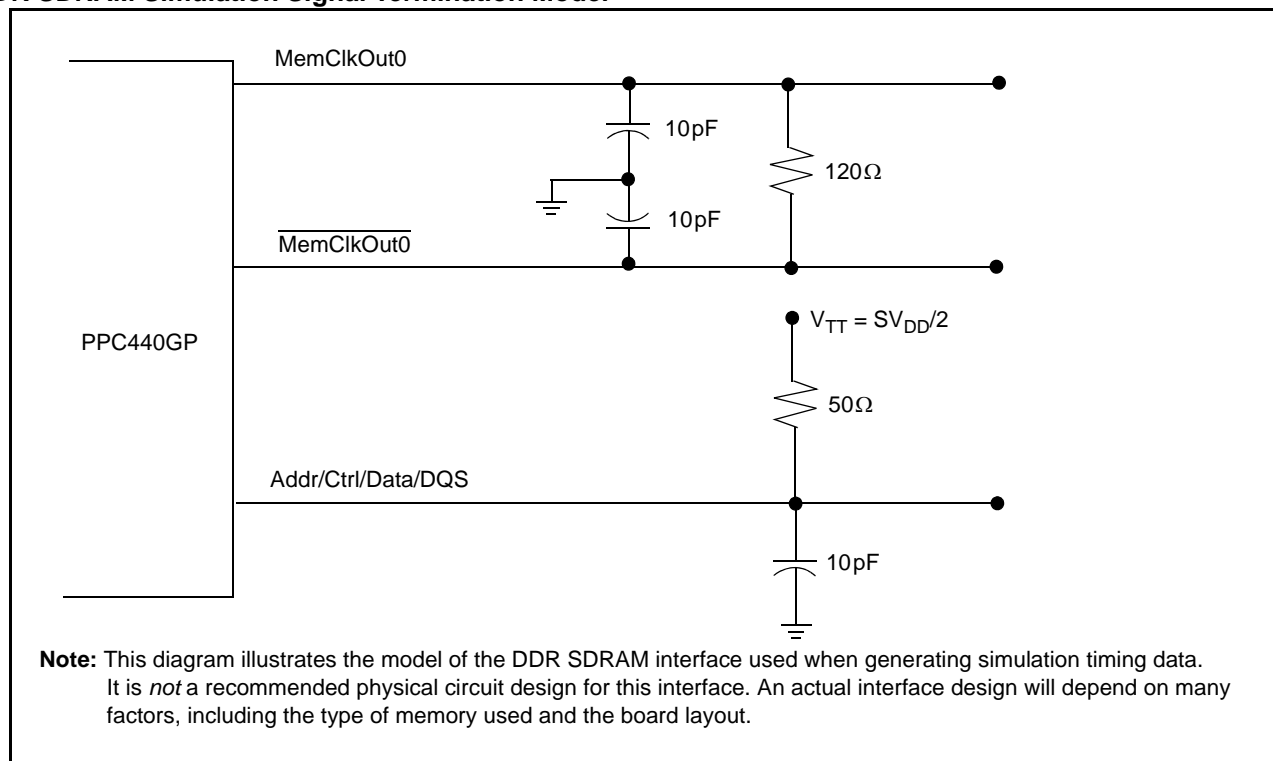 MemClkOut0
10pF
120Ω
10pF
MemClkOut0
VTT = SVDD/2
PPC440GP
50Ω
Addr/Ctrl/Data/DQS
10pF
Note: This diagram illustrates the model of the DDR SDRAM interface used when generating simulation timing data.
It is not a recommended physical circuit design for this interface. An actual interface design will depend on many
factors, including the type of memory used and the board layout.